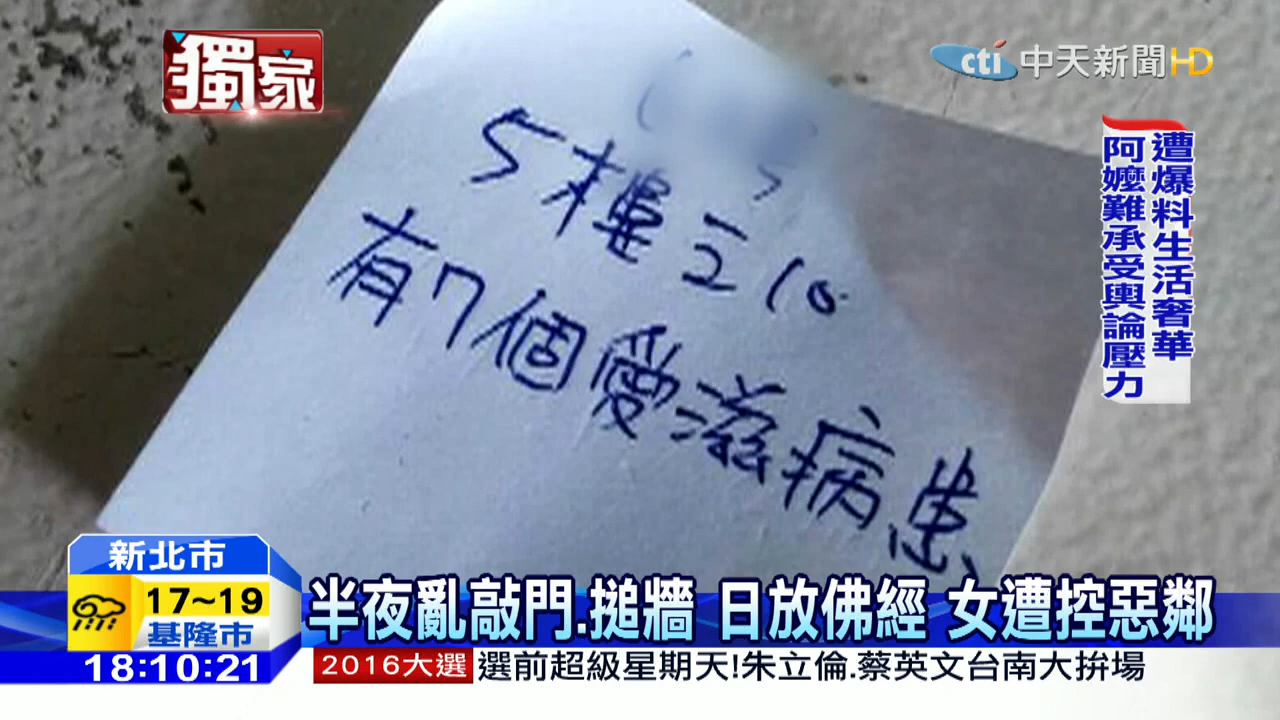 獨家
cti 中天新聞HD
遭爆料生活奢華
阿嬤難承受輿論壓力
5樓之10
有7個愛滋病患
新北市
17~19
基隆市
18:10:21
半夜亂敲門.搥牆 日放佛經 女遭控惡鄰
2016大選 選前超級星期天!朱立倫.蔡英文台南大拚場